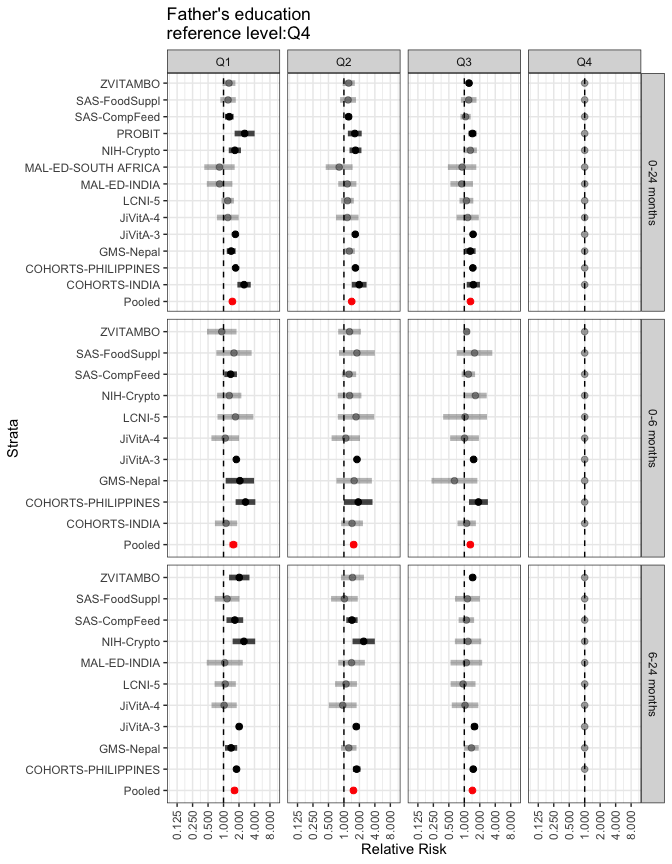 Father's education
reference level:Q4
Q1 Q2 Q3 Q4
ZVITAMBO
SAS-FoodSuppl
SAS-CompFeed
PROBIT
NIH-Crypto
MAL-ED-SOUTH AFRICA
MAL-ED-INDIA
LCNI-5
JiVitA-4
JiVitA-3
GMS-Nepal
COHORTS-PHILIPPINES
COHORTS-INDIA
Pooled
0-24 months
ZVITAMBO
SAS-FoodSuppl
SAS-CompFeed
NIH-Crypto
LCNI-5
JiVitA-4
JiVitA-3
GMS-Nepal
COHORTS-PHILIPPINES
COHORTS-INDIA
Pooled
0-6 months
ZVITAMBO
SAS-FoodSuppl
SAS-CompFeed
NIH-Crypto
MAL-ED-INDIA
LCNI-5
JiVitA-4
JiVitA-3
GMS-Nepal
COHORTS-PHILIPPINES
Pooled
6-24 months
Strata
0.125 0.250 0.500 1.000 2.000 4.000 8.000
0.125 0.250 0.500 1.000 2.000 4.000 8.000
0.125 0.250 0.500 1.000 2.000 4.000 8.000
0.125 0.250 0.500 1.000 2.000 4.000 8.000
Relative Risk